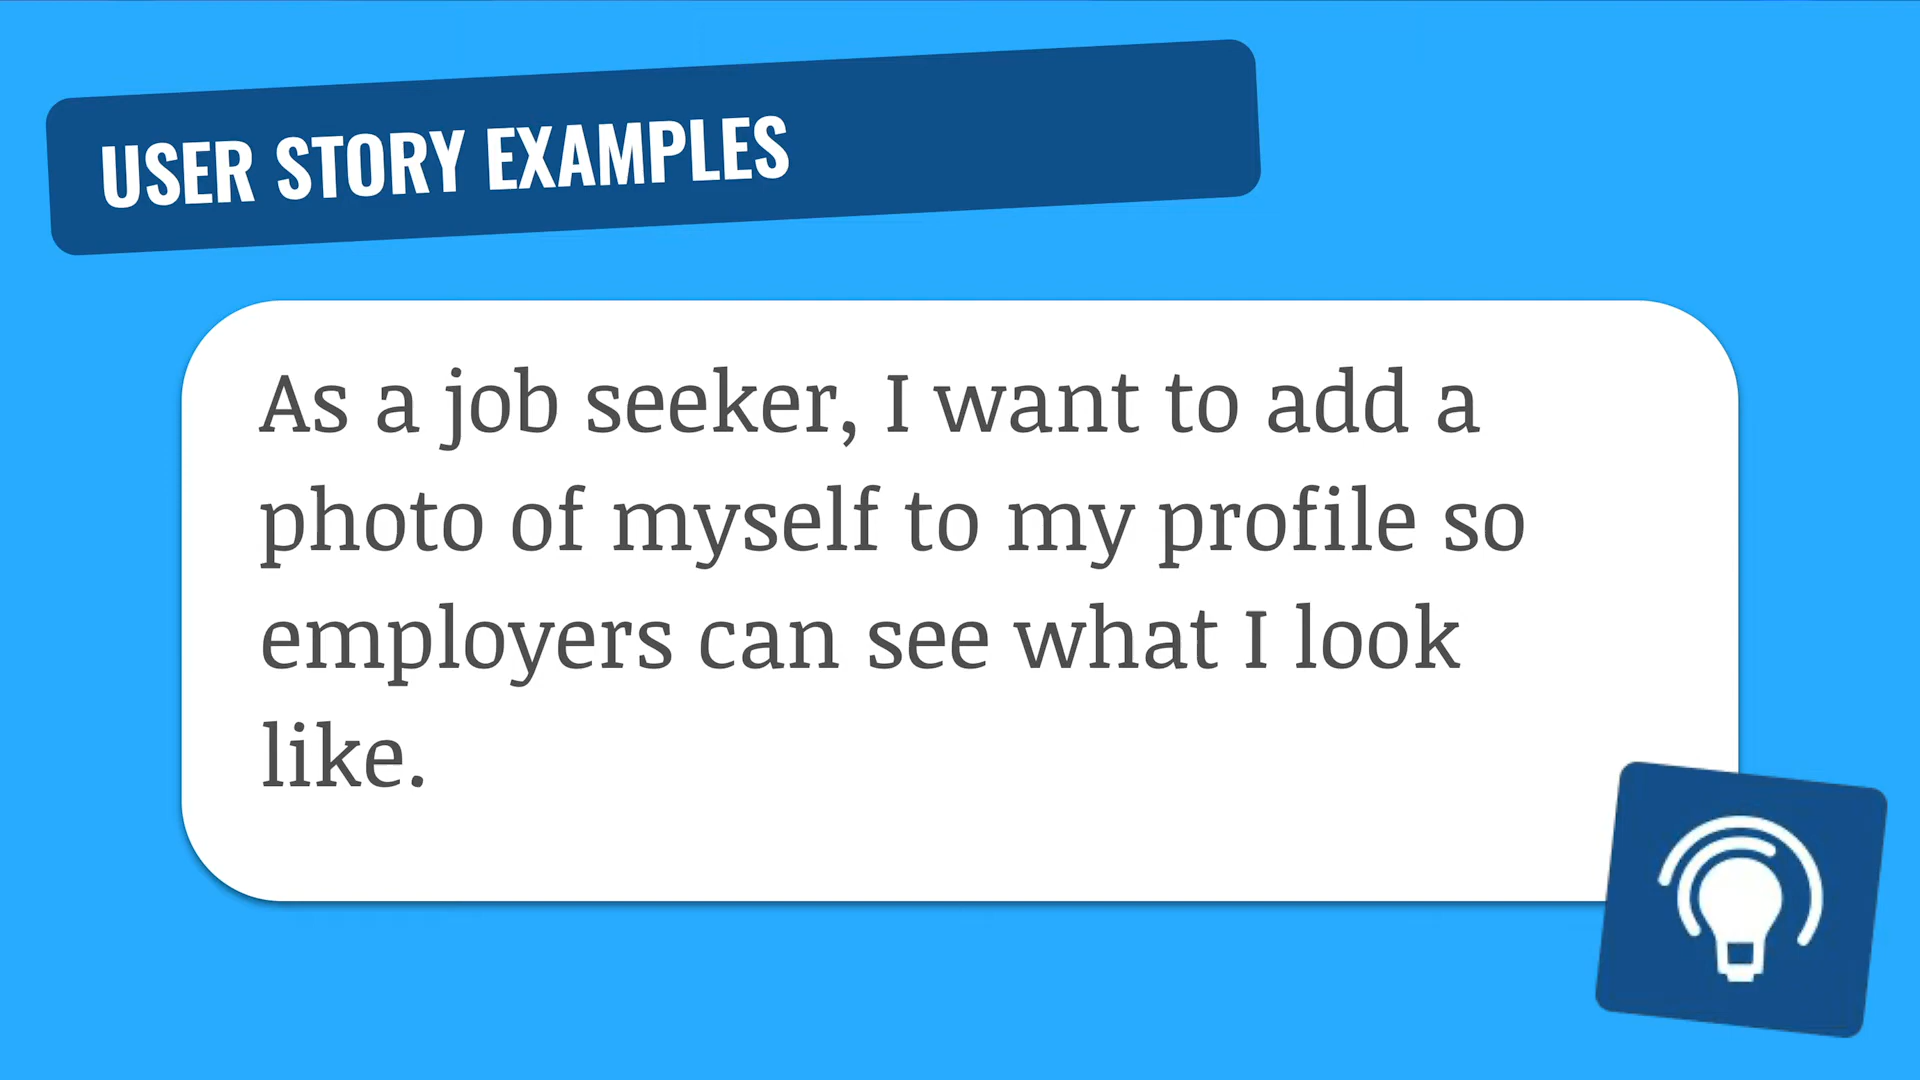 USER STORY EXAMPLES
As a job seeker, I want to add a
photo of myself to my profile so
employers can see what I look
like.